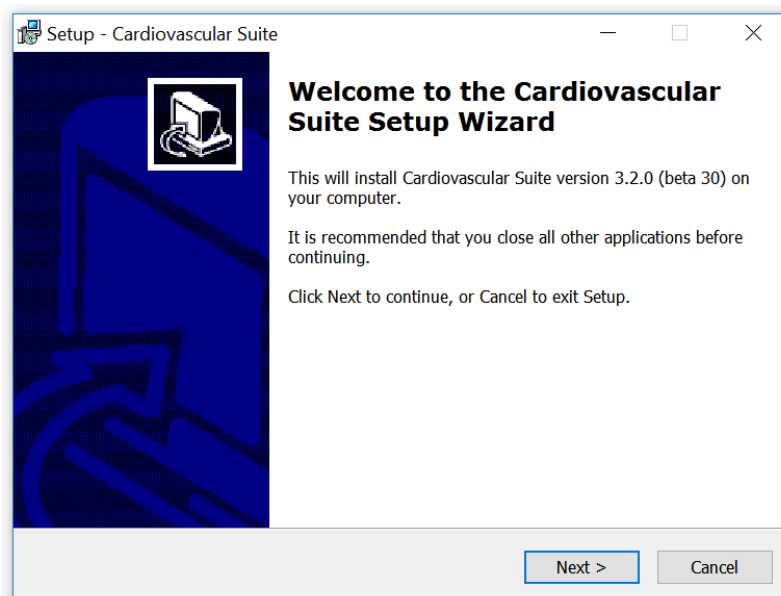 Setup - Cardiovascular Suite
Welcome to the Cardiovascular
Suite Setup Wizard
This will install Cardiovascular Suite version 3.2.0 (beta 30) on
your computer.
It is recommended that you close all other applications before
continuing.
Click Next to continue, or Cancel to exit Setup.
Next >
Cancel